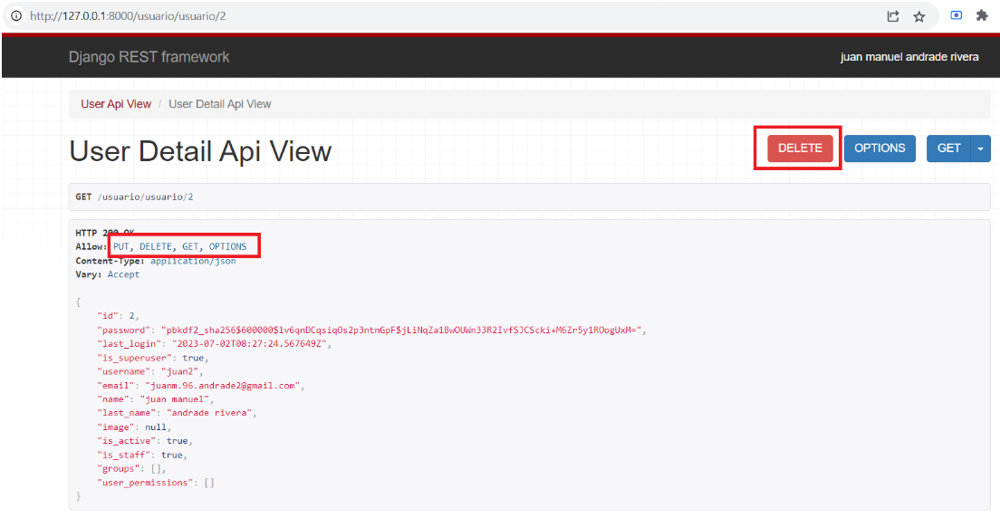 http://127.0.0.1:8000/usuario/usuario/2
Django REST framework
juan manuel andrade rivera
User Api View / User Detail Api View
User Detail Api View
DELETE
OPTIONS
GET
GET /usuario/usuario/2
HTTP 200 OK
Allow: PUT, DELETE, GET, OPTIONS
Content-Type: application/json
Vary: Accept
{
"id": 2,
"password": "pbkdf2_sha256$600000$1v6qnDCqsiqOs2p3ntnGpF$jLiNqZa1BwOUWn33R2IvfSJCScki+M6Zr5y1ROogUxM=",
"last_login": "2023-07-02T08:27:24.567649Z",
"is_superuser": true,
"username": "juan2",
"email": "juanm.96.andrade2@gmail.com",
"name": "juan manuel",
"last_name": "andrade rivera",
"image": null,
"is_active": true,
"is_staff": true,
"groups": [],
"user_permissions": []
}